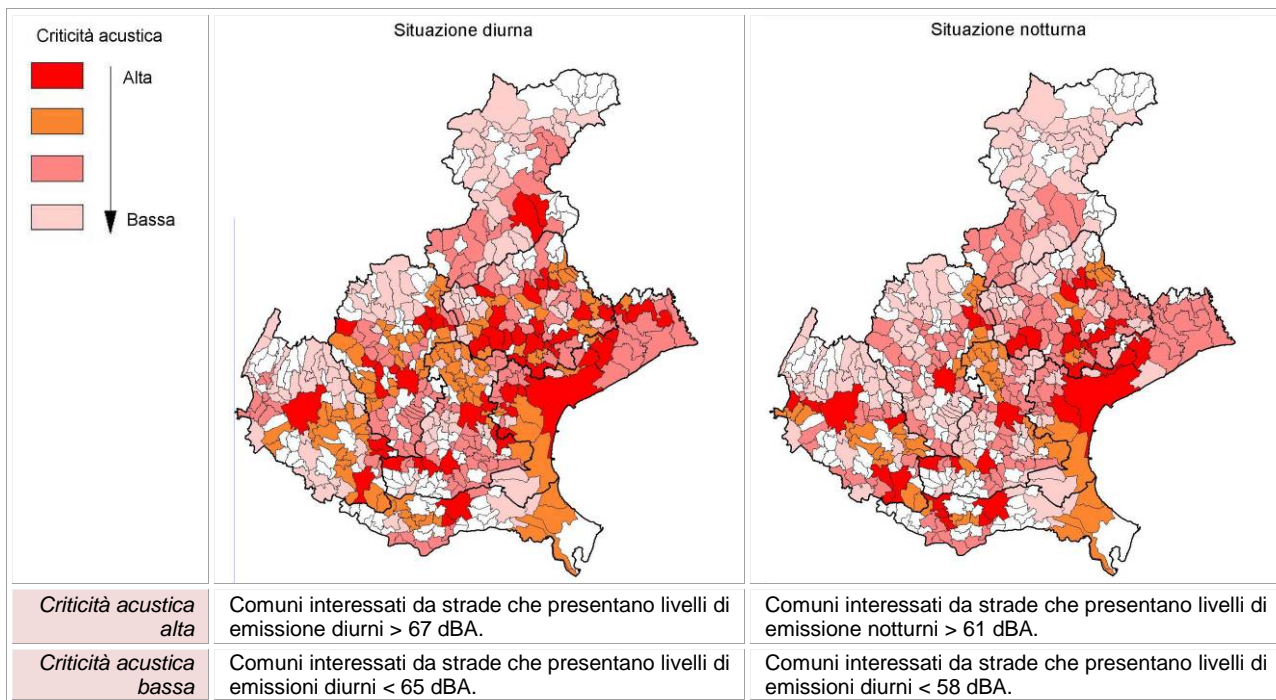 Criticità acustica
Alta
Bassa
Situazione diurna
Situazione notturna
Criticità acustica
alta
Comuni interessati da strade che presentano livelli di
emissione diurni > 67 dBA.
Comuni interessati da strade che presentano livelli di
emissione notturni > 61 dBA.
Criticità acustica
bassa
Comuni interessati da strade che presentano livelli di
emissioni diurni < 65 dBA.
Comuni interessati da strade che presentano livelli di
emissioni diurni < 58 dBA.